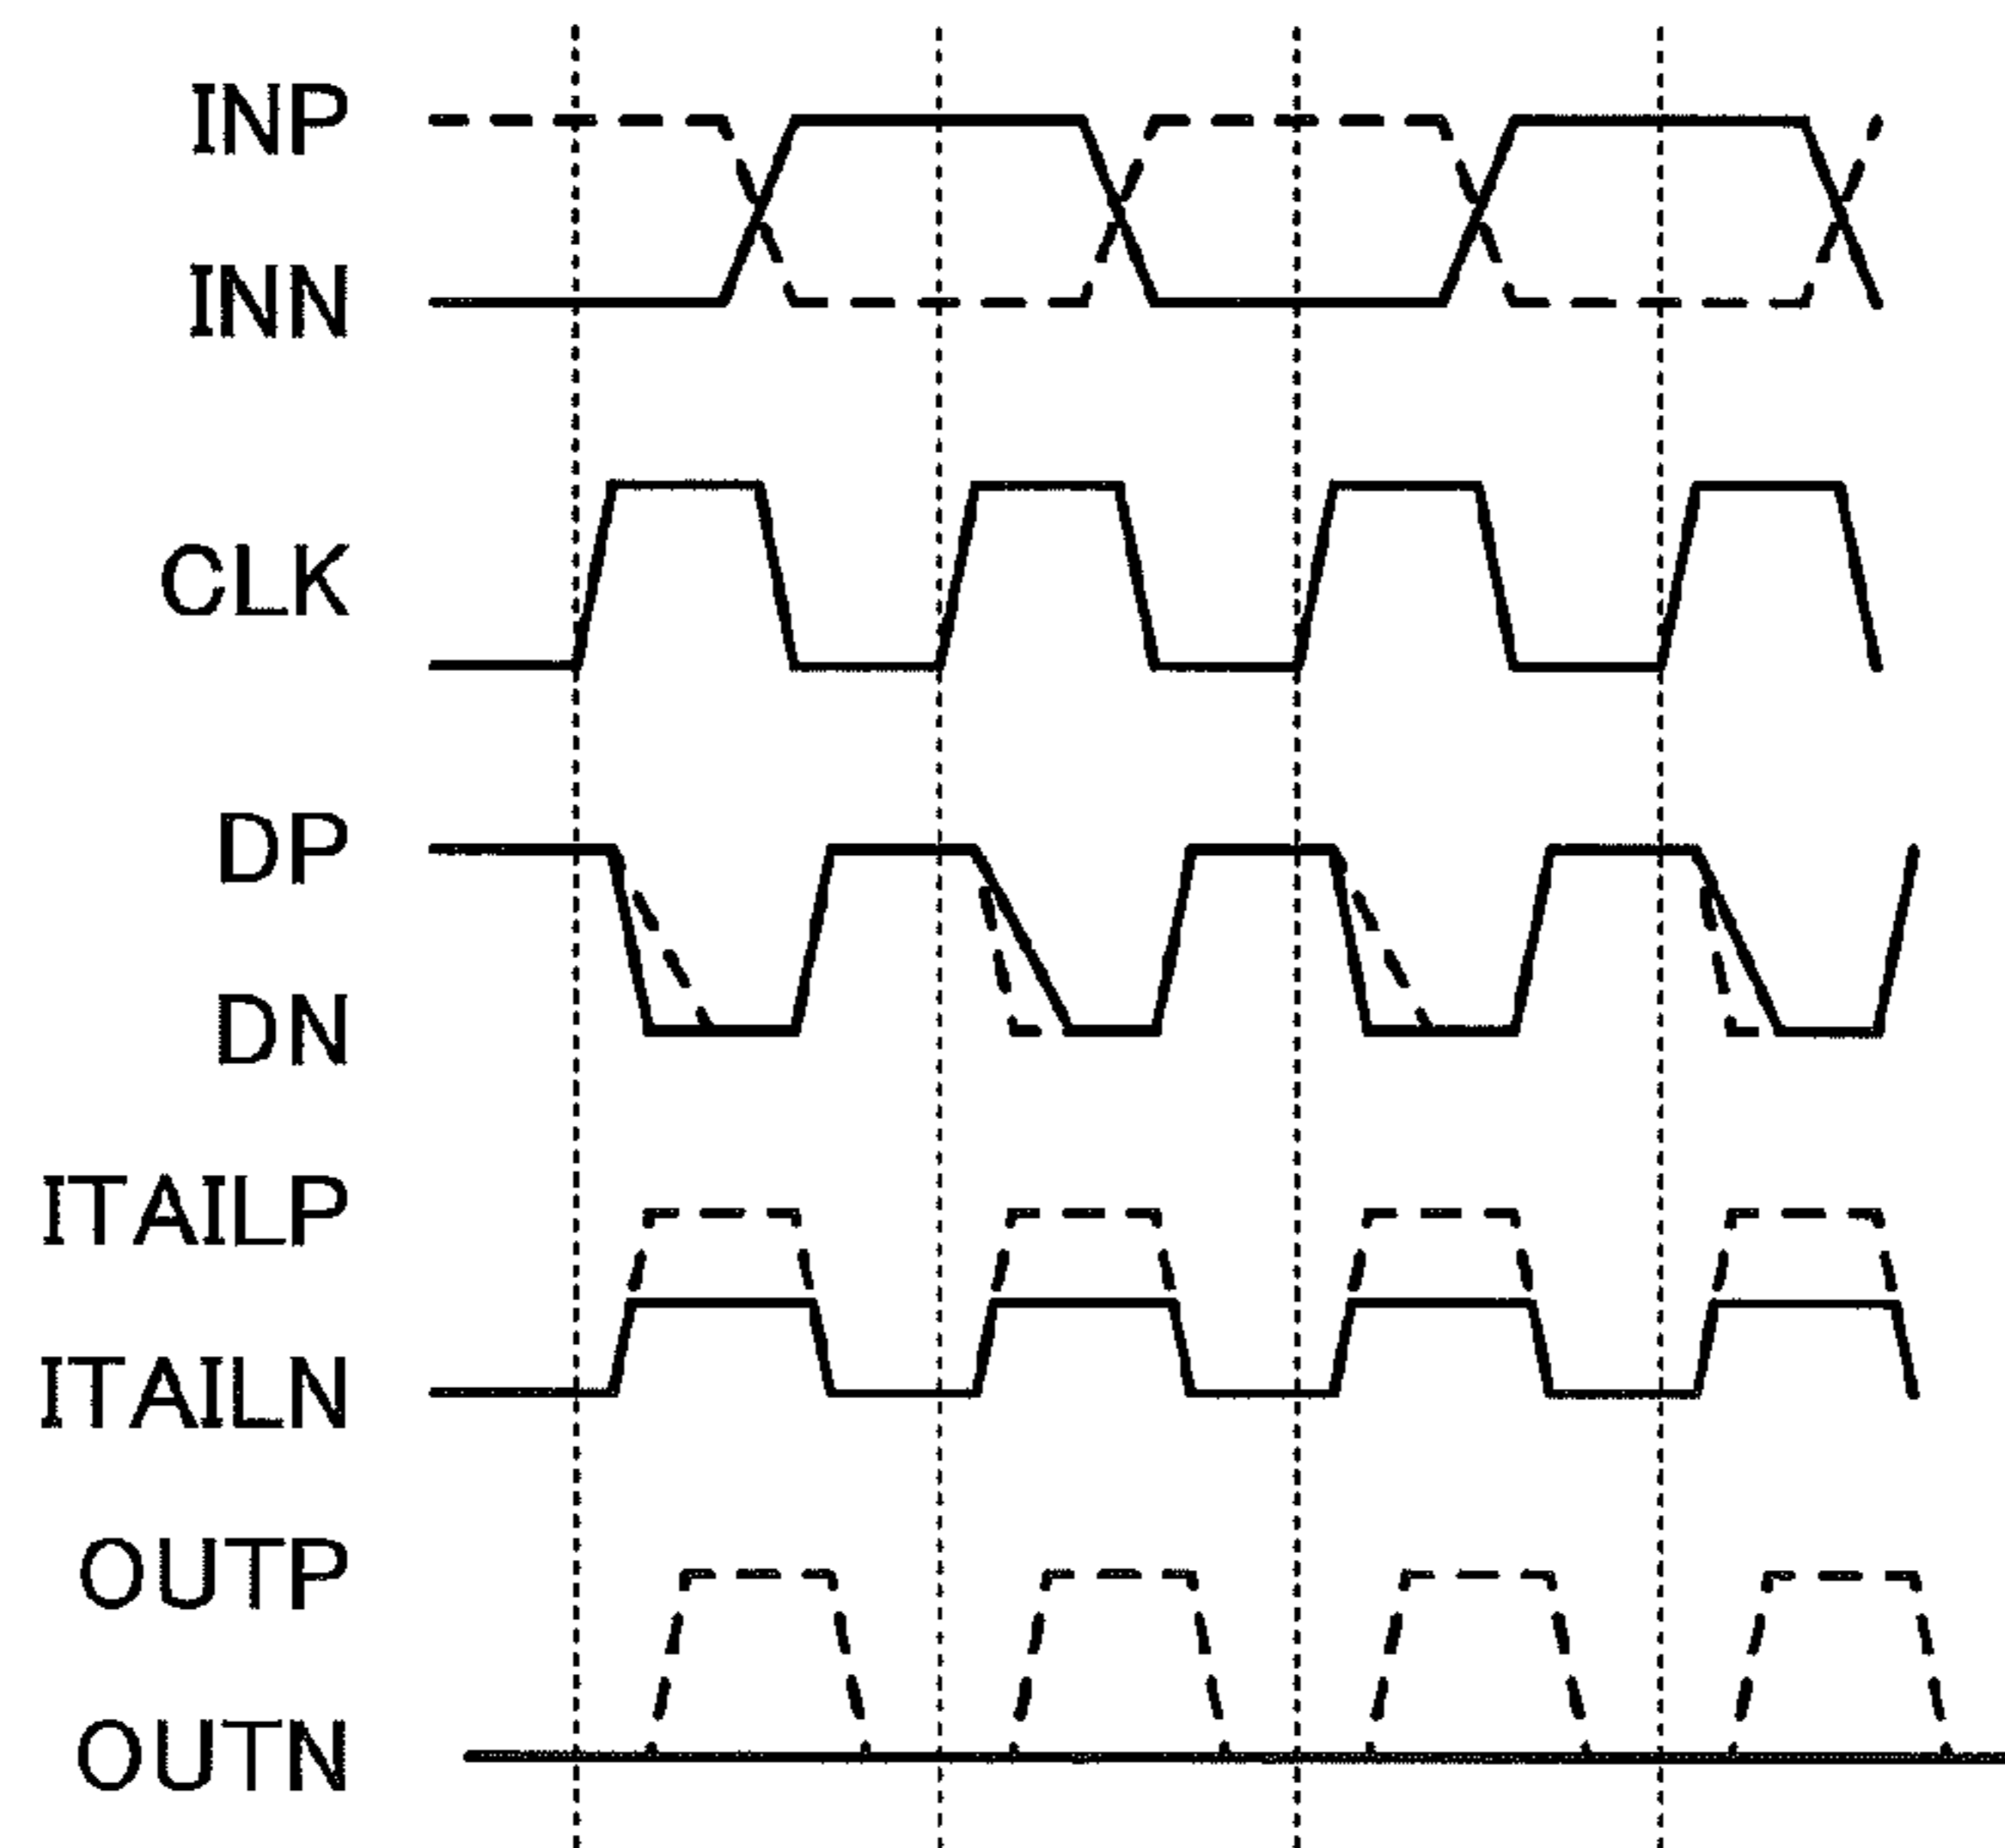 INP
INN
CLK
DP
DN
ITAILP
ITAILN
OUTP
OUTN